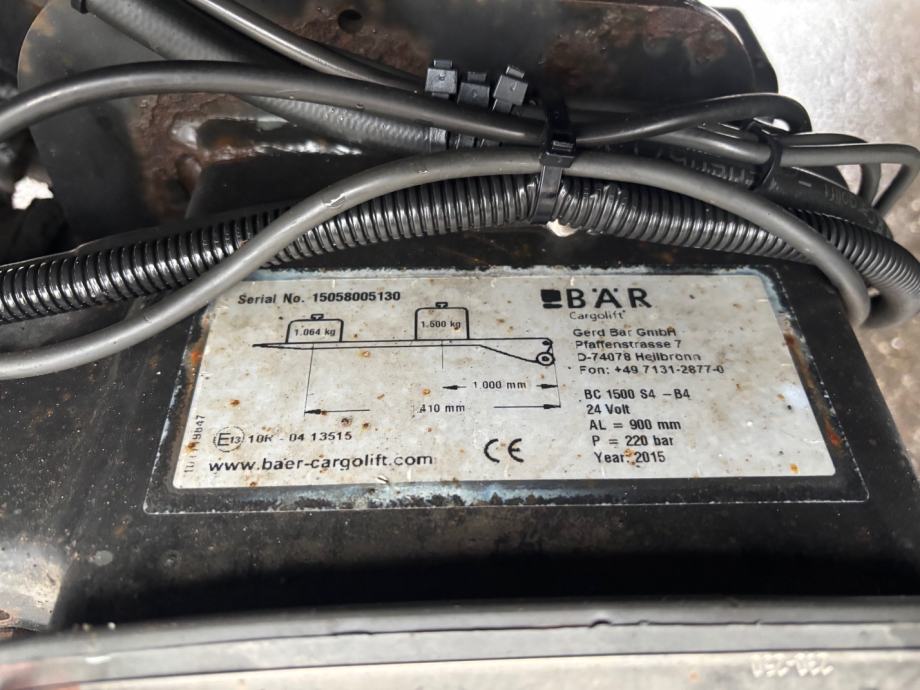 Serial No. 15058005130
BÄR
Cargolift
Gerd Bär GmbH
Pfaffenstrasse 7
D-74078 Heilbronn
Fon: +49 7131-2877-0
1.064 kg
1.500 kg
1.000 mm
410 mm
BC 1500 S4 -B4
24 Volt
AL = 900 mm
P = 220 bar
Year: 2015
E13 10R - 04 13515
CE
www.baer-cargolift.com